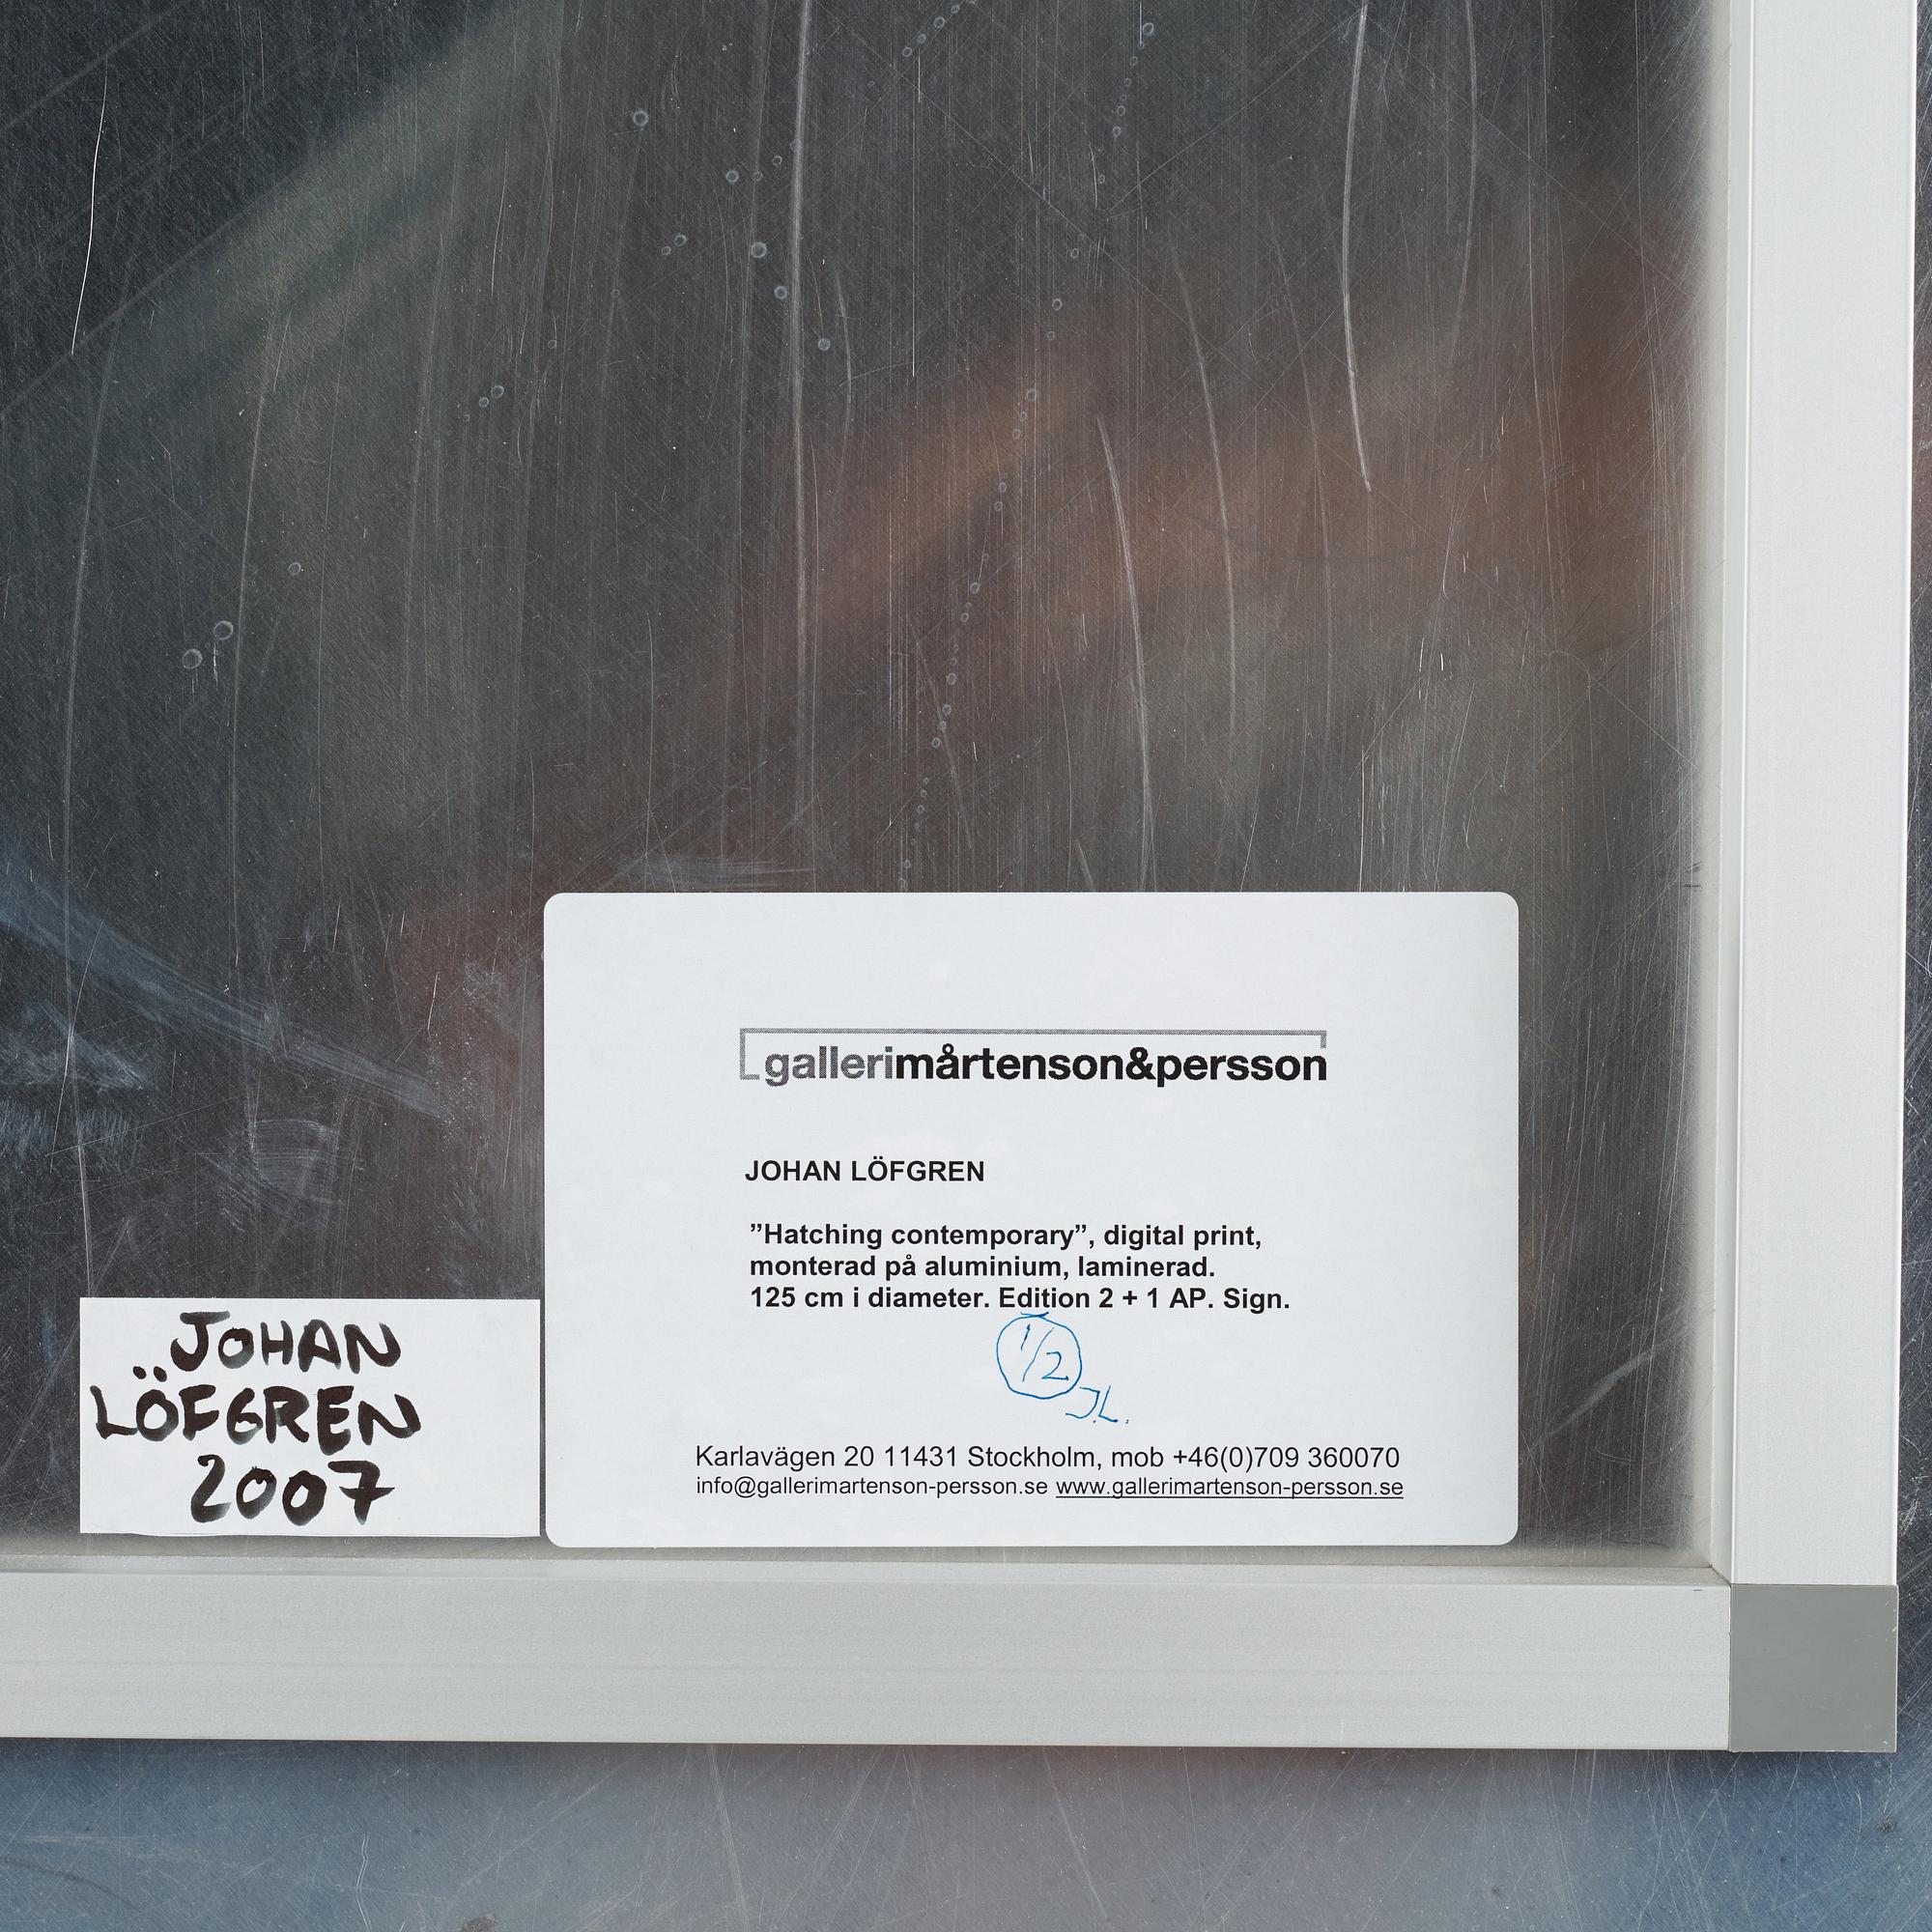 gallerimårtenson&persson
JOHAN LÖFGREN
”Hatching contemporary”, digital print,
monterad på aluminium, laminerad.
125 cm i diameter. Edition 2 + 1 AP. Sign.
1/2
J.L.
Karlavägen 20 11431 Stockholm, mob +46(0)709 360070
info@gallerimartenson-persson.se www.gallerimartenson-persson.se
JOHAN
LÖFGREN
2007